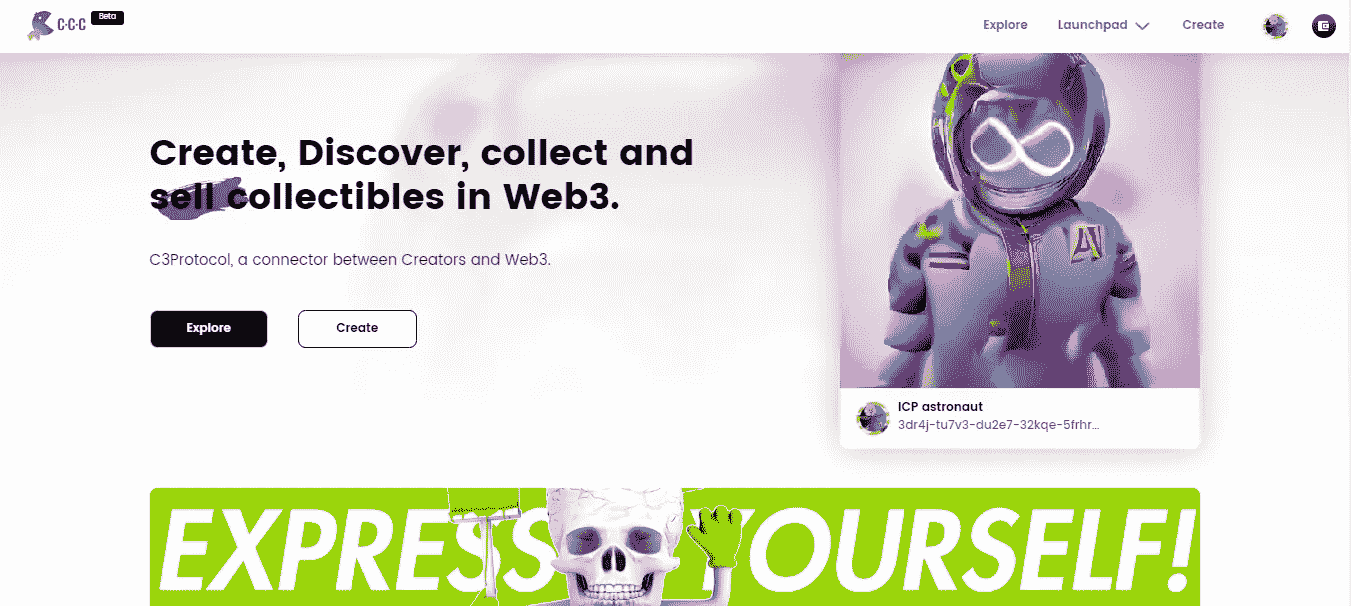 C·C·C
Beta
Explore
Launchpad
Create
Create, Discover, collect and
sell collectibles in Web3.
C3Protocol, a connector between Creators and Web3.
Explore
Create
ICP astronaut
3dr4j-tu7v3-du2e7-32kqe-5frhr...
EXPRESS YOURSELF!